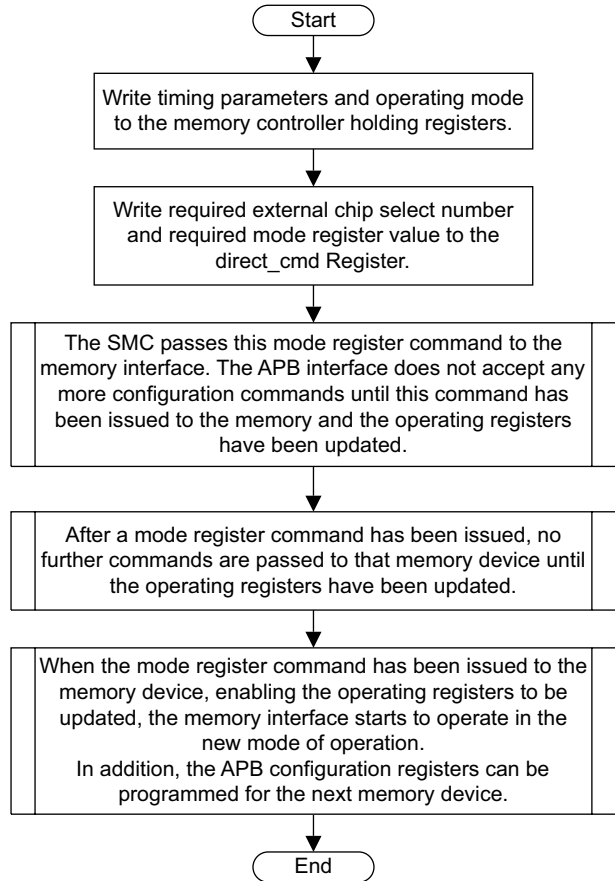 Start
Write timing parameters and operating mode
to the memory controller holding registers.
Write required external chip select number
and required mode register value to the
direct_cmd Register.
The SMC passes this mode register command to the
memory interface. The APB interface does not accept any
more configuration commands until this command has
been issued to the memory and the operating registers
have been updated.
After a mode register command has been issued, no
further commands are passed to that memory device until
the operating registers have been updated.
When the mode register command has been issued to the
memory device, enabling the operating registers to be
updated, the memory interface starts to operate in the
new mode of operation.
In addition, the APB configuration registers can be
programmed for the next memory device.
End